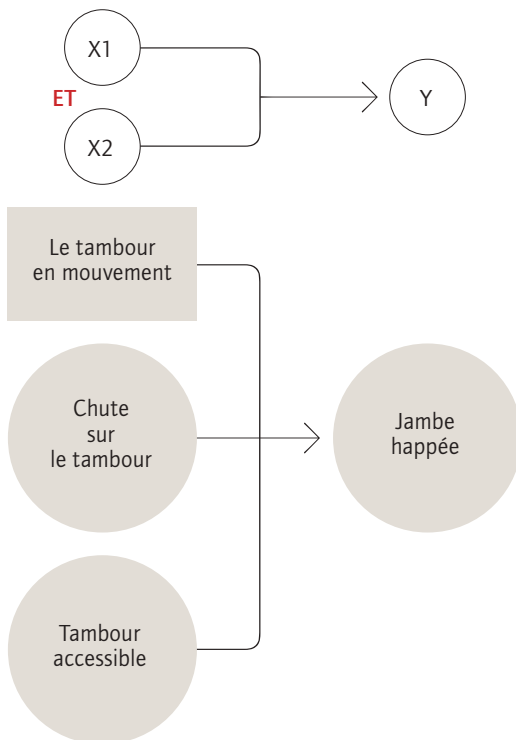 X1
ET
X2
Y
Le tambour
en mouvement
Chute
sur
le tambour
Jambe
happée
Tambour
accessible